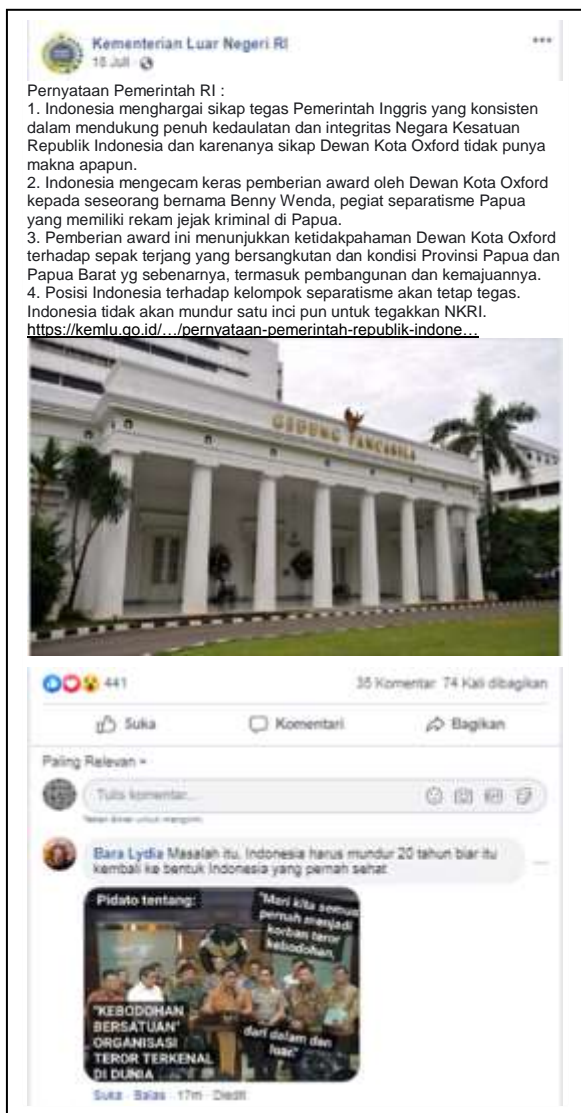 Kementerian Luar Negeri RI
15 Juli
Pernyataan Pemerintah RI :
1. Indonesia menghargai sikap tegas Pemerintah Inggris yang konsisten
dalam mendukung penuh kedaulatan dan integritas Negara Kesatuan
Republik Indonesia dan karenanya sikap Dewan Kota Oxford tidak punya
makna apapun.
2. Indonesia mengecam keras pemberian award oleh Dewan Kota Oxford
kepada seseorang bernama Benny Wenda, pegiat separatisme Papua
yang memiliki rekam jejak kriminal di Papua.
3. Pemberian award ini menunjukkan ketidakpahaman Dewan Kota Oxford
terhadap sepak terjang yang bersangkutan dan kondisi Provinsi Papua dan
Papua Barat yg sebenarnya, termasuk pembangunan dan kemajuannya.
4. Posisi Indonesia terhadap kelompok separatisme akan tetap tegas.
Indonesia tidak akan mundur satu inci pun untuk tegakkan NKRI.
https://kemlu.go.id/…/pernyataan-pemerintah-republik-indone…
GEDUNG PANCASILA
441
35 Komentar 74 Kali dibagikan
Suka
Komentari
Bagikan
Paling Relevan
Tulis komentar...
Tekan Enter untuk mengirim.
Bara Lydia Masalah itu, Indonesia harus mundur 20 tahun biar itu
kembali ke bentuk Indonesia yang pernah sehat
Pidato tentang:
"Mari kita semua
pernah menjadi
korban teror
kebodohan,
dari dalam dan
luar."
"KEBODOHAN
BERSATUAN"
ORGANISASI
TEROR TERKENAL
DI DUNIA
Suka · Balas · 17m · Diedit